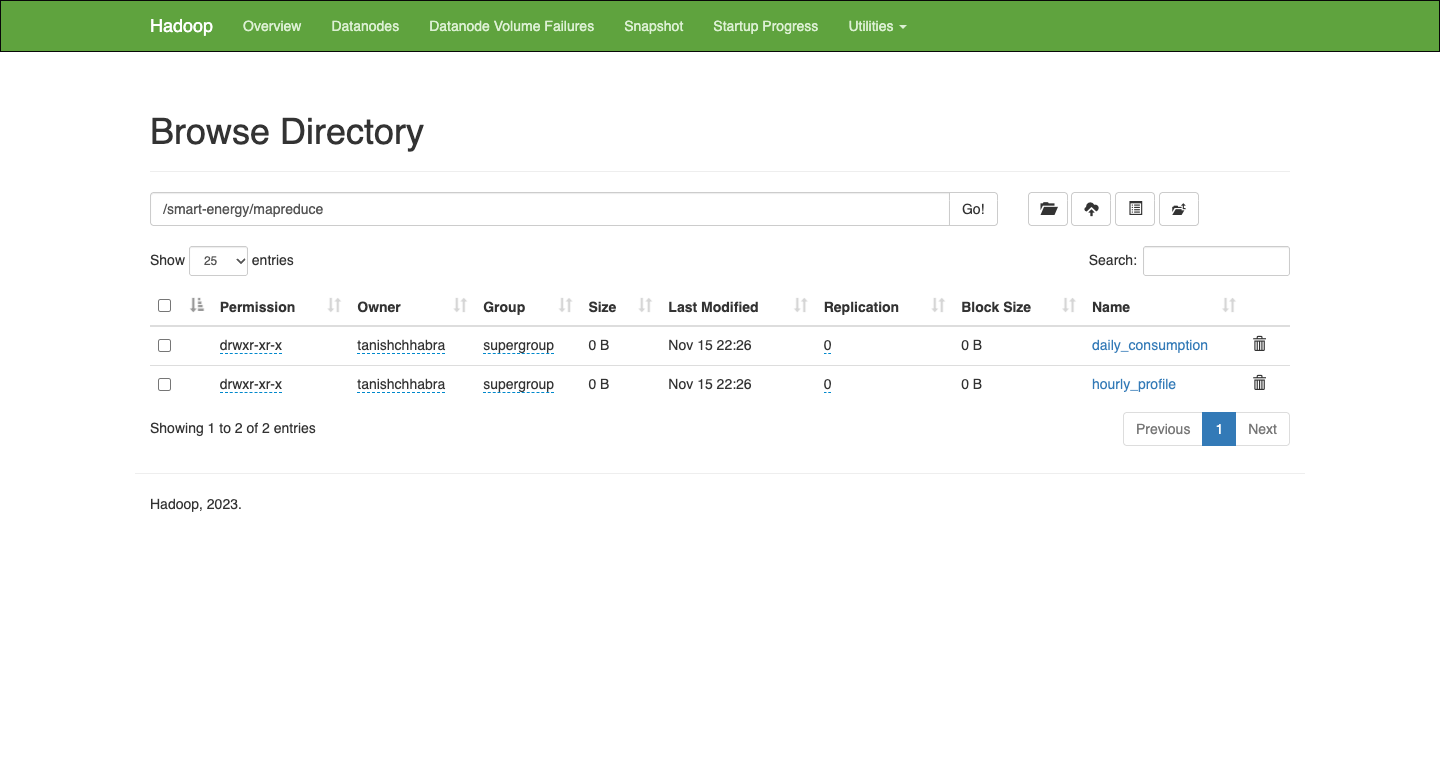 Hadoop Overview Datanodes Datanode Volume Failures Snapshot Startup Progress Utilities
Browse Directory
/smart-energy/mapreduce Go!
Show 25 entries Search:
Permission Owner Group Size Last Modified Replication Block Size Name
drwxr-xr-x tanishchhabra supergroup 0 B Nov 15 22:26 0 0 B daily_consumption
drwxr-xr-x tanishchhabra supergroup 0 B Nov 15 22:26 0 0 B hourly_profile
Showing 1 to 2 of 2 entries Previous 1 Next
Hadoop, 2023.